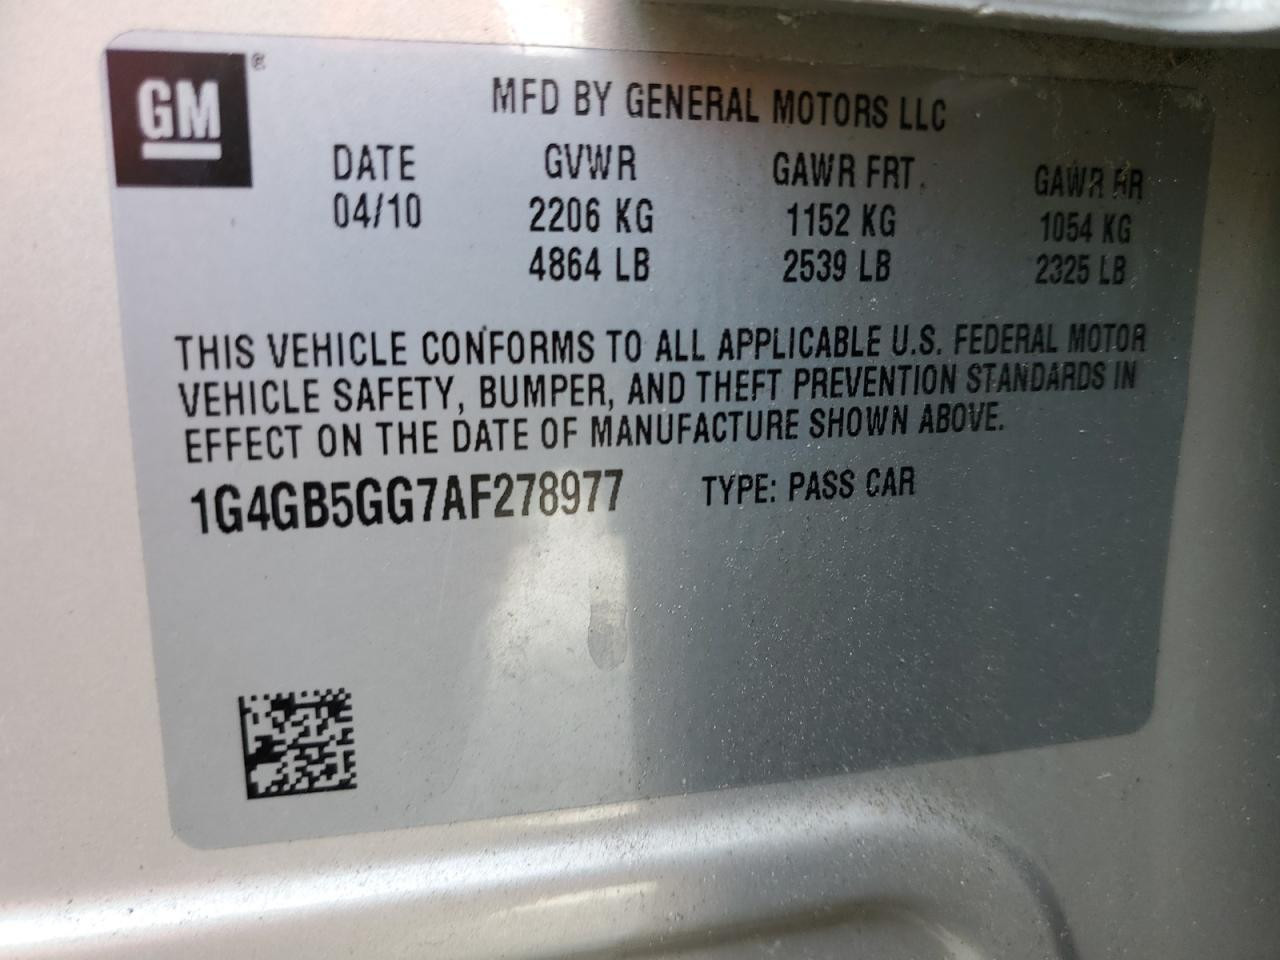 GM ®
MFD BY GENERAL MOTORS LLC
DATE GVWR GAWR FRT GAWR RR
04/10 2206 KG 1152 KG 1054 KG
4864 LB 2539 LB 2325 LB
THIS VEHICLE CONFORMS TO ALL APPLICABLE U.S. FEDERAL MOTOR
VEHICLE SAFETY, BUMPER, AND THEFT PREVENTION STANDARDS IN
EFFECT ON THE DATE OF MANUFACTURE SHOWN ABOVE.
1G4GB5GG7AF278977 TYPE: PASS CAR